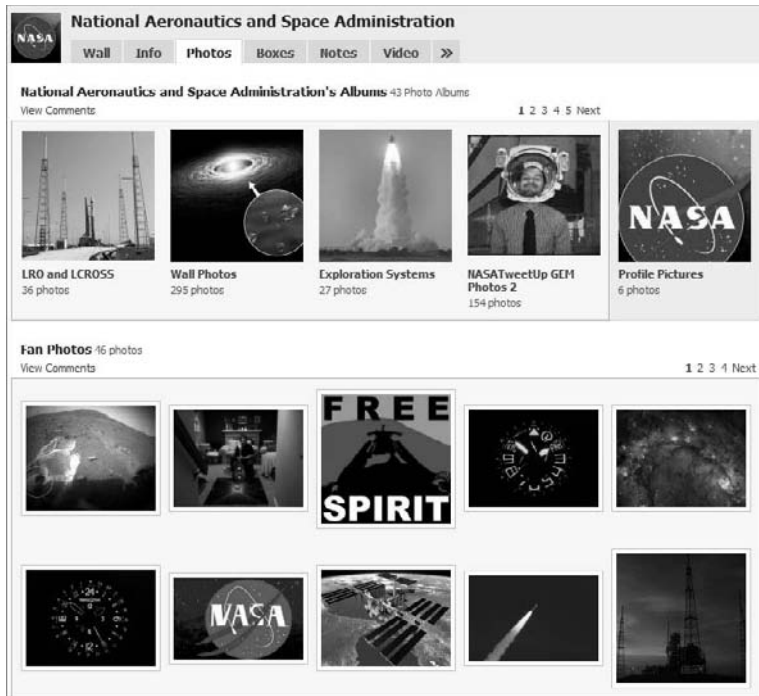 NASA
National Aeronautics and Space Administration
Wall Info Photos Boxes Notes Video »
National Aeronautics and Space Administration's Albums 43 Photo Albums
View Comments
1 2 3 4 5 Next
NASA
LRO and LCROSS
36 photos
Wall Photos
295 photos
Exploration Systems
27 photos
NASATweetUp GEM
Photos 2
154 photos
Profile Pictures
6 photos
Fan Photos 46 photos
View Comments
1 2 3 4 Next
FREE
SPIRIT
24
12
NASA